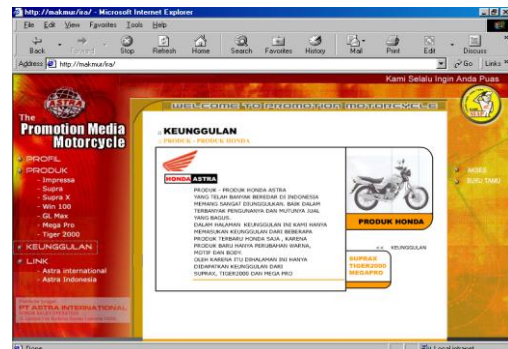 http://makmur/ira/ - Microsoft Internet Explorer
File Edit View Favorites Tools Help
Back Forward Stop Refresh Home Search Favorites History Mail Print Edit Discuss
Address http://makmur/ira/ Go Links
Kami Selalu Ingin Anda Puas
ASTRA
WELCOME TO PROMOTION MOTORCYCLE
The
Promotion Media
Motorcycle
PROFIL
PRODUK
- Impressa
- Supra
- Supra X
- Win 100
- GL Max
- Mega Pro
- Tiger 2000
KEUNGGULAN
LINK
- Astra international
- Astra Indonesia
PT ASTRA INTERNATIONAL
:: KEUNGGULAN
:: PRODUK - PRODUK HONDA
HONDA ASTRA
PRODUK - PRODUK HONDA ASTRA
YANG TELAH BANYAK BEREDAR DI INDONESIA
MEMANG SANGAT DIUNGGULKAN. BAIK DALAM
TERBANYAK PENGUNANYA DAN MUTUNYA JUAL
YANG BAGUS.
DALAM HALAMAN KEUNGGULAN INI KAMI HANYA
MEMASUKAN KEUNGGULAN DARI BEBERAPA
PRODUK TERBARU HONDA SAJA , KARENA
PRODUK BARU HANYA PERUBAHAN WARNA,
MOTIF DAN BODY.
OLEH KARENA ITU DIHALAMAN INI HANYA
DIDAPATKAN KEUNGGULAN DARI
SUPRAX, TIGER2000 DAN MEGA PRO
PRODUK HONDA
<< KEUNGGULAN
SUPRAX
TIGER2000
MEGAPRO
BUKU TAMU
Done Local intranet